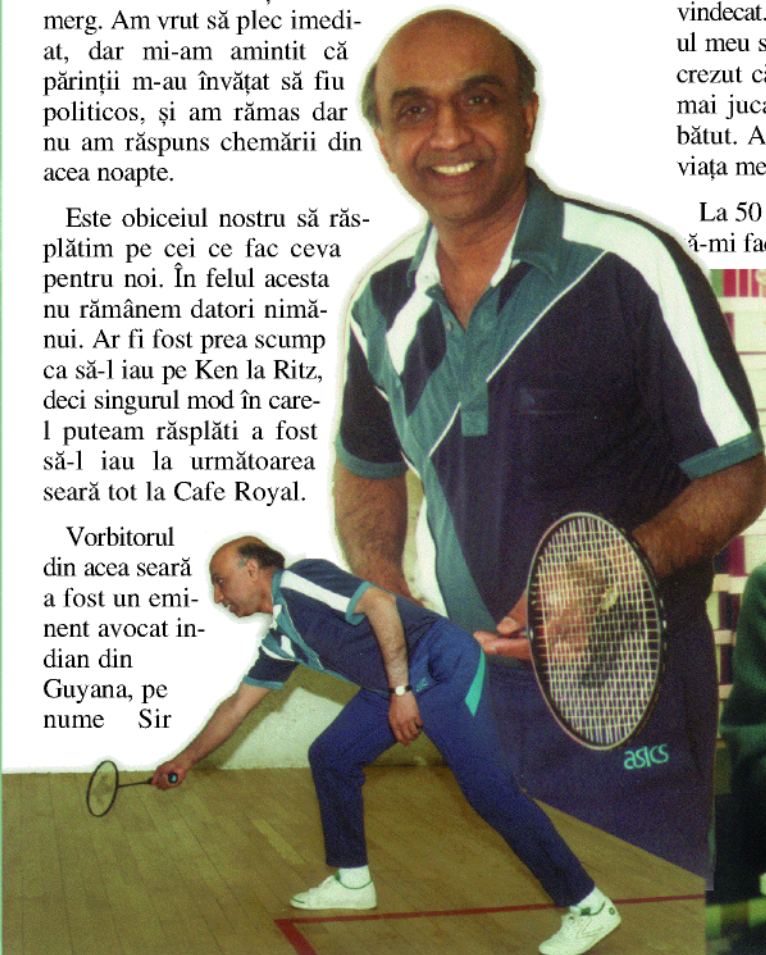 merg. Am vrut să plec imedi-
at, dar mi-am amintit că
părinții m-au învățat să fiu
politicos, și am rămas dar
nu am răspuns chemării din
acea noapte.
Este obiceiul nostru să răs-
plătim pe cei ce fac ceva
pentru noi. În felul acesta
nu rămânem datori nimă-
nui. Ar fi fost prea scump
ca să-l iau pe Ken la Ritz,
deci singurul mod în care-
l puteam răsplăti a fost
să-l iau la următoarea
seară tot la Cafe Royal.
Vorbitorul
din acea seară
a fost un emi-
nent avocat in-
dian din
Guyana, pe
nume Sir
vindecat.
ul meu
crezut
mai
bătut.
viața
La 50
asics